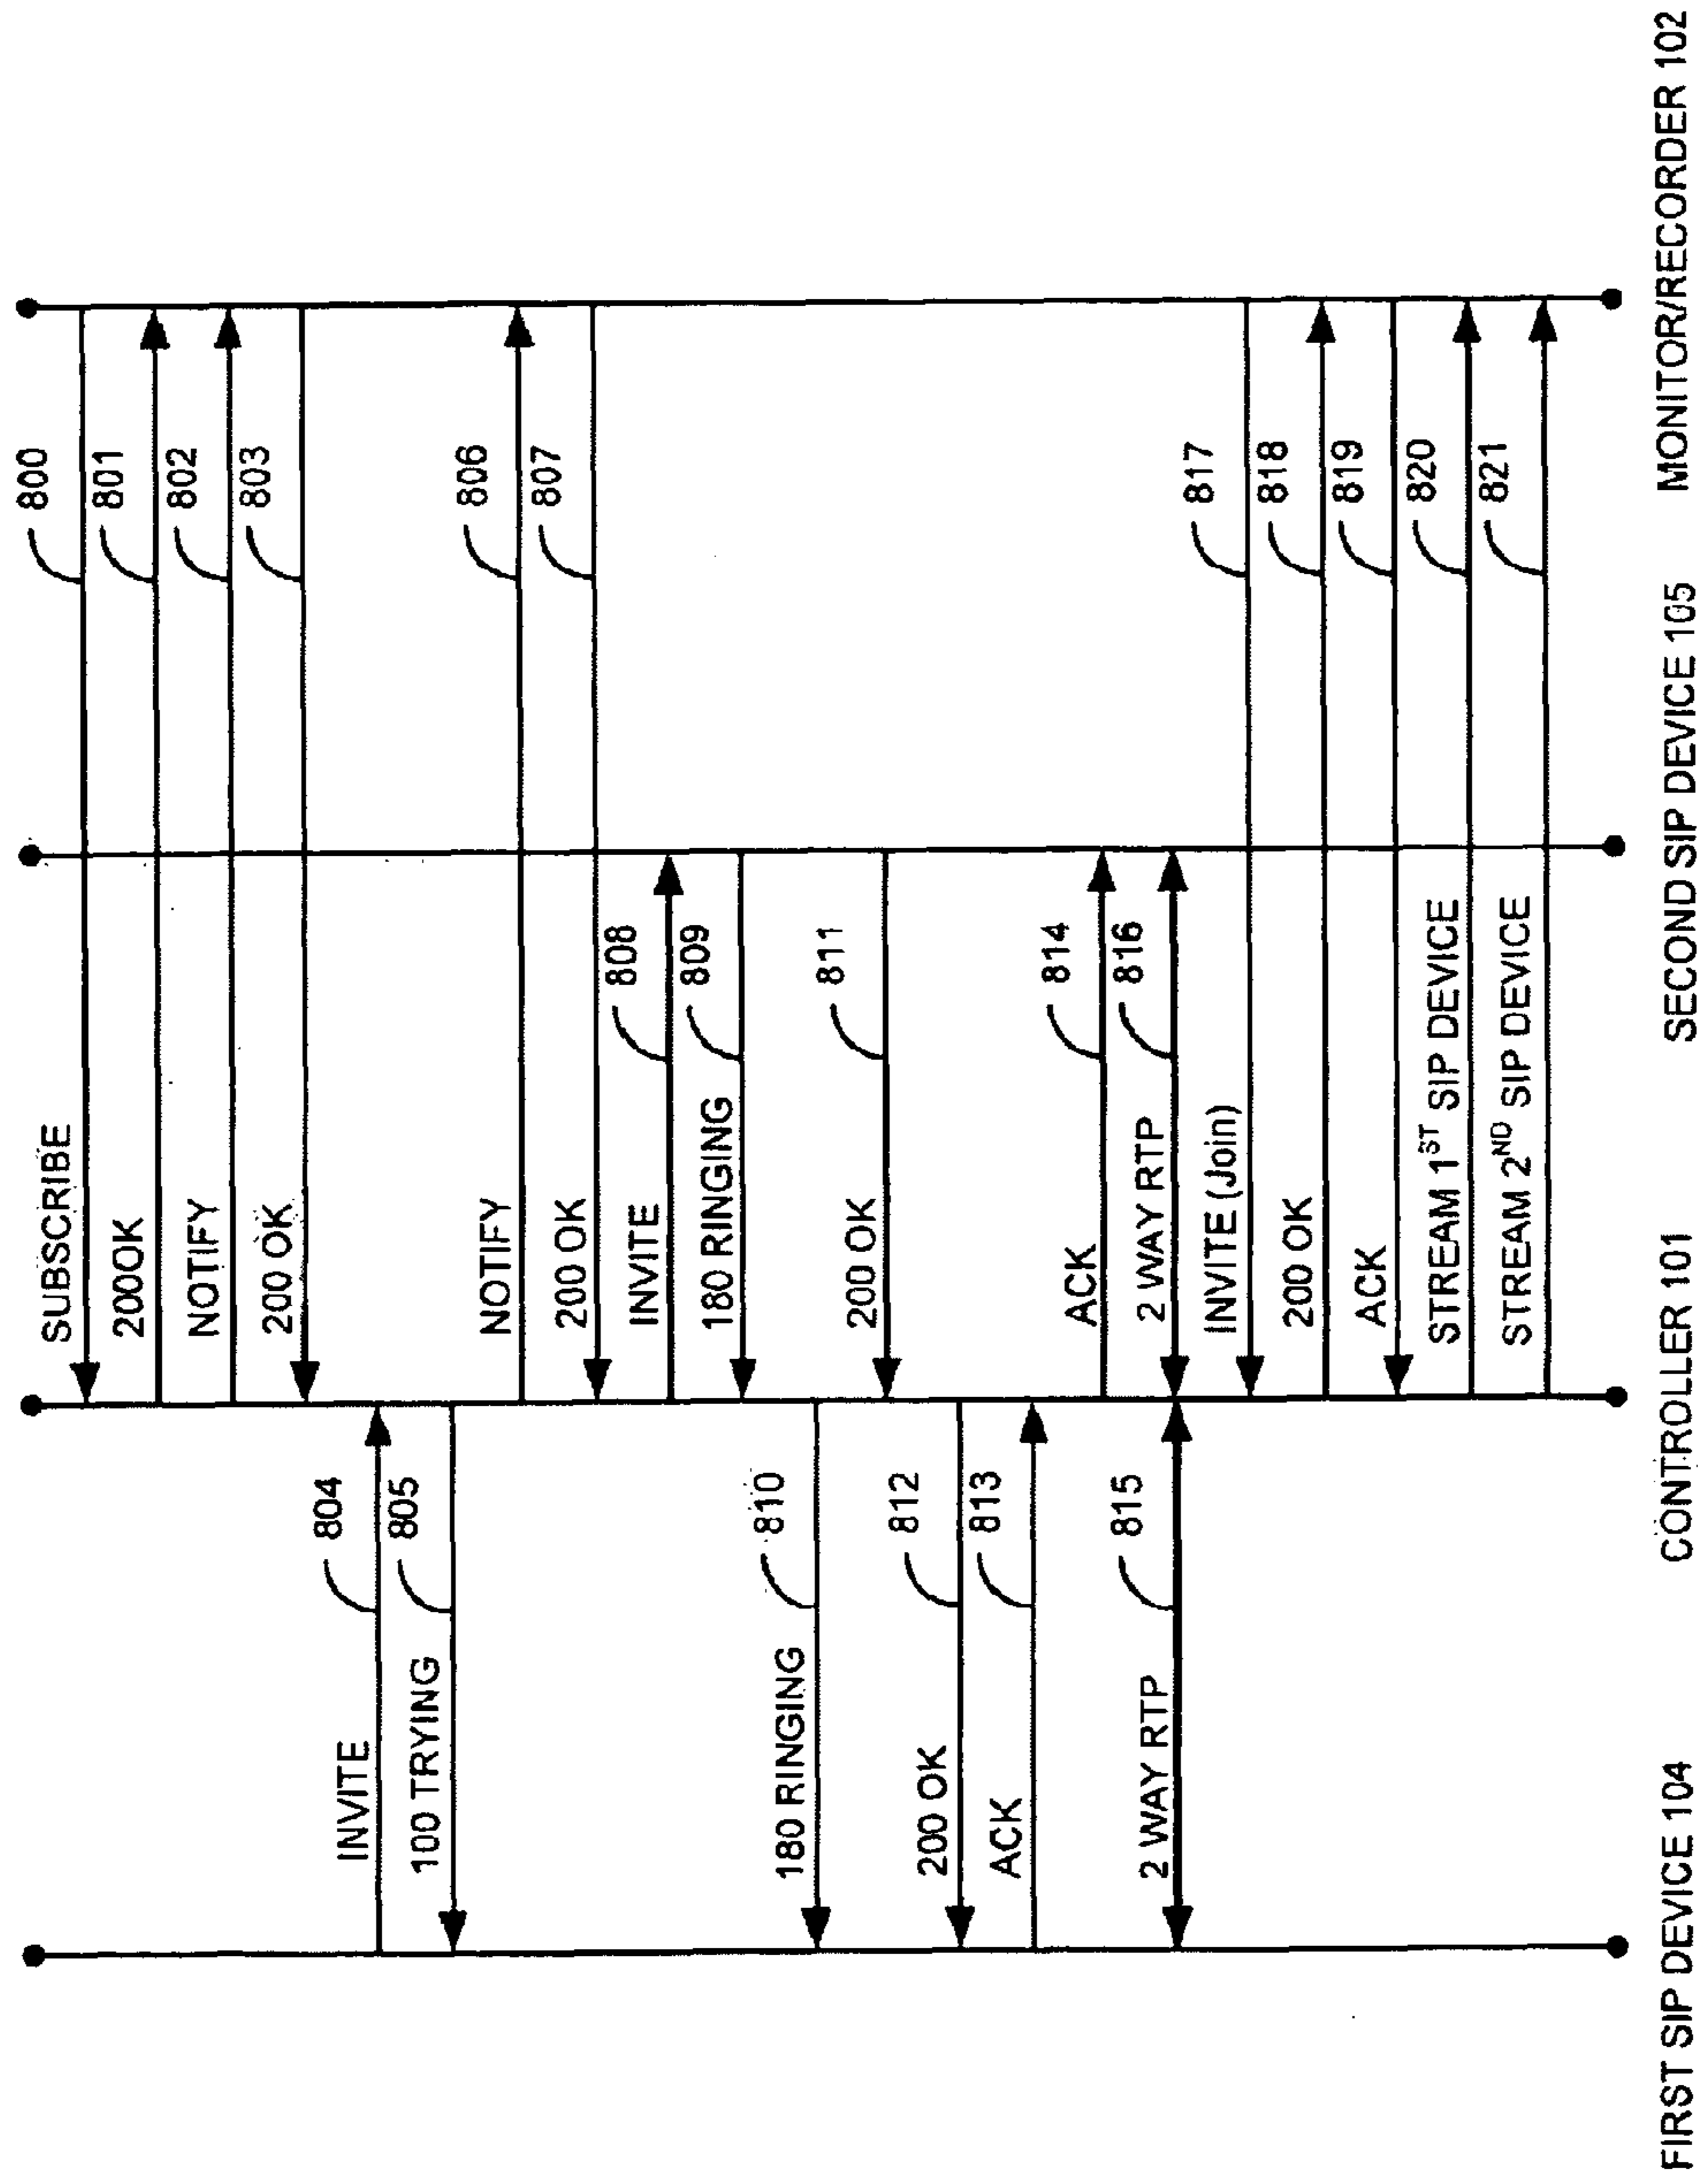 SUBSCRIBE 800
200OK 801
NOTIFY 802
200 OK 803
INVITE 804
100 TRYING 805
NOTIFY 806
200 OK 807
INVITE 808
180 RINGING 809
180 RINGING 810
200 OK 811
200 OK 812
ACK 813
ACK 814
2 WAY RTP 815
2 WAY RTP 816
INVITE (Join) 817
200 OK 818
ACK 819
STREAM 1ST SIP DEVICE 820
STREAM 2ND SIP DEVICE 821
FIRST SIP DEVICE 104
CONTROLLER 101
SECOND SIP DEVICE 105
MONITOR/RECORDER 102